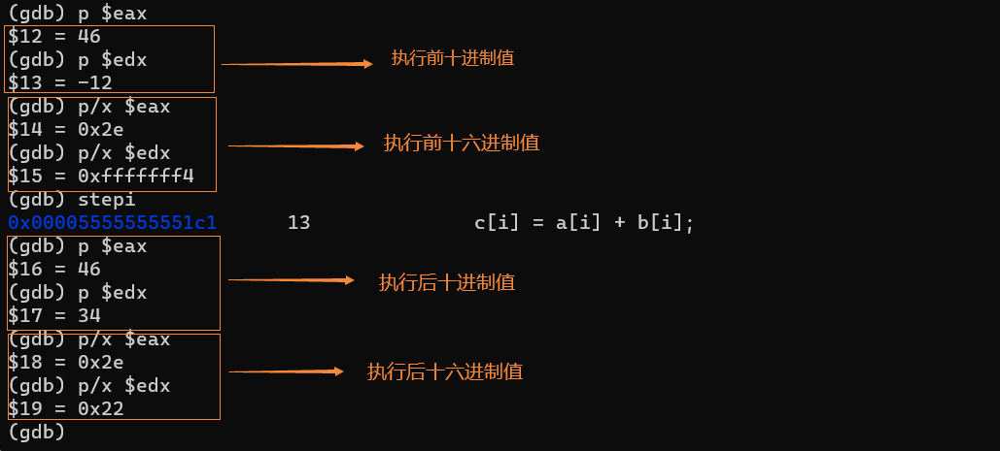 (gdb) p $eax
$12 = 46
(gdb) p $edx
执行前十进制值
$13 = -12
(gdb) p/x $eax
$14 = 0x2e
(gdb) p/x $edx
执行前十六进制值
$15 = 0xfffffff4
(gdb) stepi
0x00005555555551c1 13 c[i] = a[i] + b[i];
(gdb) p $eax
$16 = 46
(gdb) p $edx
执行后十进制值
$17 = 34
(gdb) p/x $eax
$18 = 0x2e
(gdb) p/x $edx
执行后十六进制值
$19 = 0x22
(gdb)